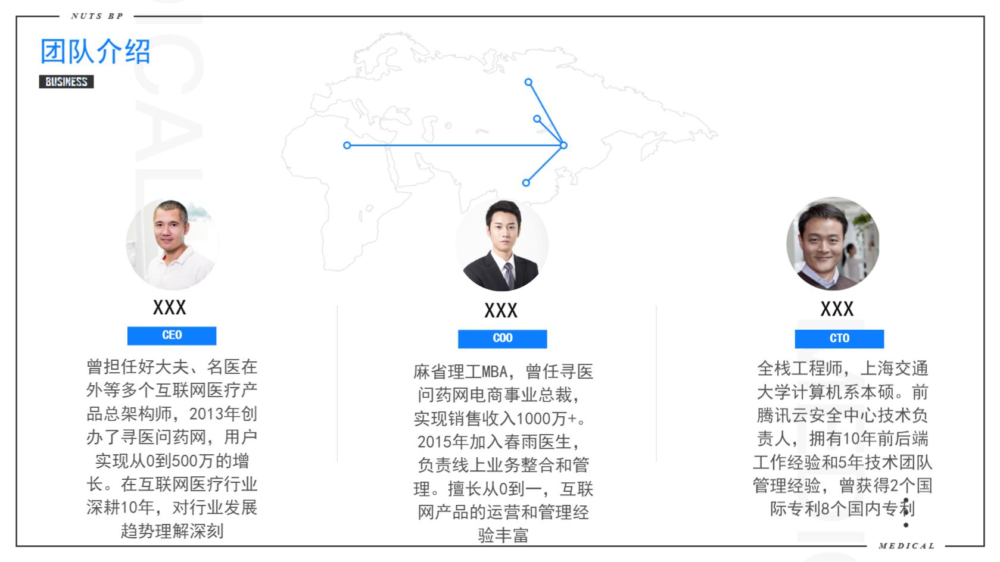 NUTS BP
团队介绍
BUSINESS
XXX
CEO
曾担任好大夫、名医在
外等多个互联网医疗产
品总架构师，2013年创
办了寻医问药网，用户
实现从0到500万的增
长。在互联网医疗行业
深耕10年，对行业发展
趋势理解深刻
XXX
COO
麻省理工MBA，曾任寻医
问药网电商事业总裁，
实现销售收入1000万+。
2015年加入春雨医生，
负责线上业务整合和管
理。擅长从0到一，互联
网产品的运营和管理经
验丰富
XXX
CTO
全栈工程师，上海交通
大学计算机系本硕。前
腾讯云安全中心技术负
责人，拥有10年前后端
工作经验和5年技术团队
管理经验，曾获得2个国
际专利8个国内专利
MEDICAL